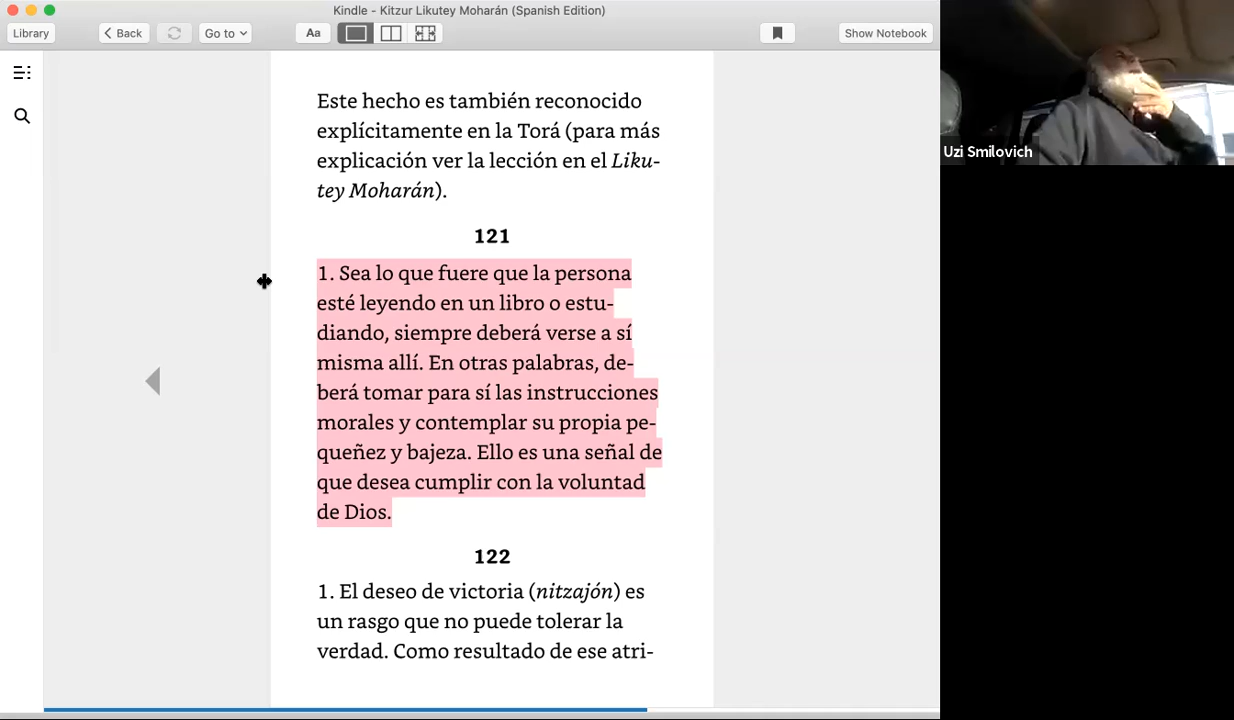 Kindle - Kitzur Likutey Moharán (Spanish Edition)
Library
Back
Go to
Aa
Show Notebook
Este hecho es también reconocido
explícitamente en la Torá (para más
explicación ver la lección en el Liku-
tey Moharán).
121
1. Sea lo que fuere que la persona
esté leyendo en un libro o estu-
diando, siempre deberá verse a sí
misma allí. En otras palabras, de-
berá tomar para sí las instrucciones
morales y contemplar su propia pe-
queñez y bajeza. Ello es una señal de
que desea cumplir con la voluntad
de Dios.
122
1. El deseo de victoria (nitzajón) es
un rasgo que no puede tolerar la
verdad. Como resultado de ese atri-
Uzi Smilovich